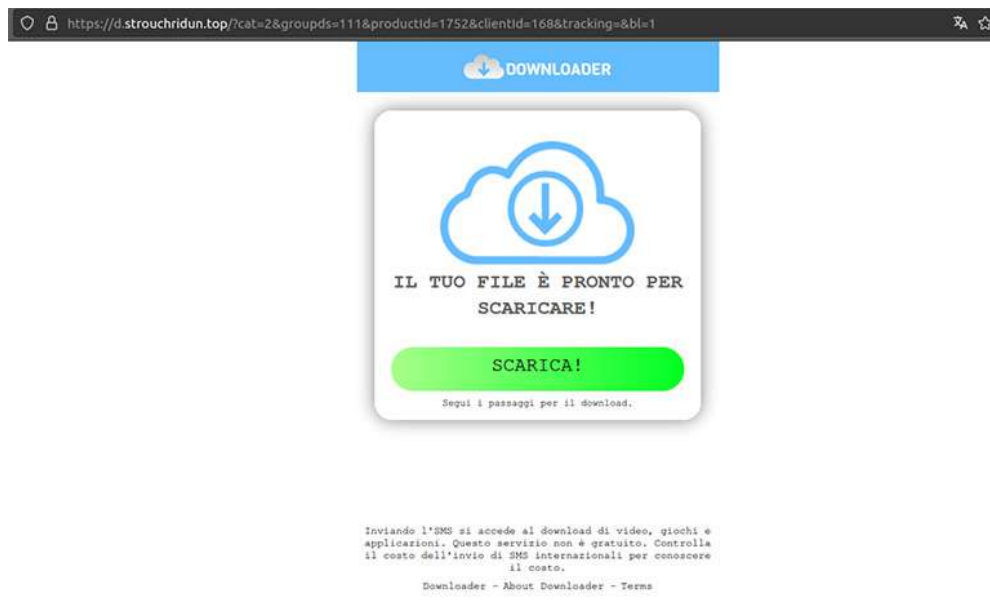 https://d.strouchridun.top/?cat=2&groupds=111&productId=1752&clientId=168&tracking=&bl=1
DOWNLOADER
IL TUO FILE È PRONTO PER
SCARICARE!
SCARICA!
Segui i passaggi per il download.
Inviando l'SMS si accede al download di video, giochi e
applicazioni. Questo servizio non è gratuito. Controlla
il costo dell'invio di SMS internazionali per conoscere
il costo.
Downloader - About Downloader - Terms